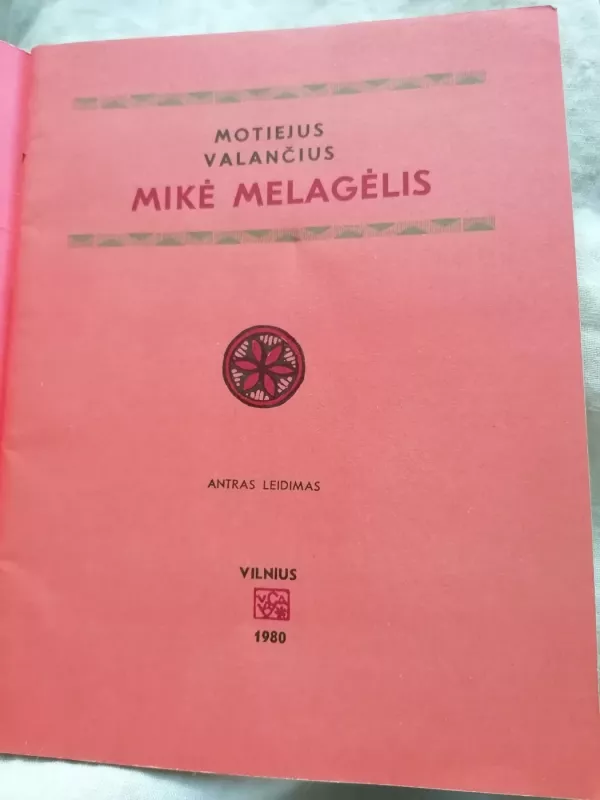 MOTIEJUS
VALANČIUS
MIKĖ MELAGĖLIS
ANTRAS LEIDIMAS
VILNIUS
1980